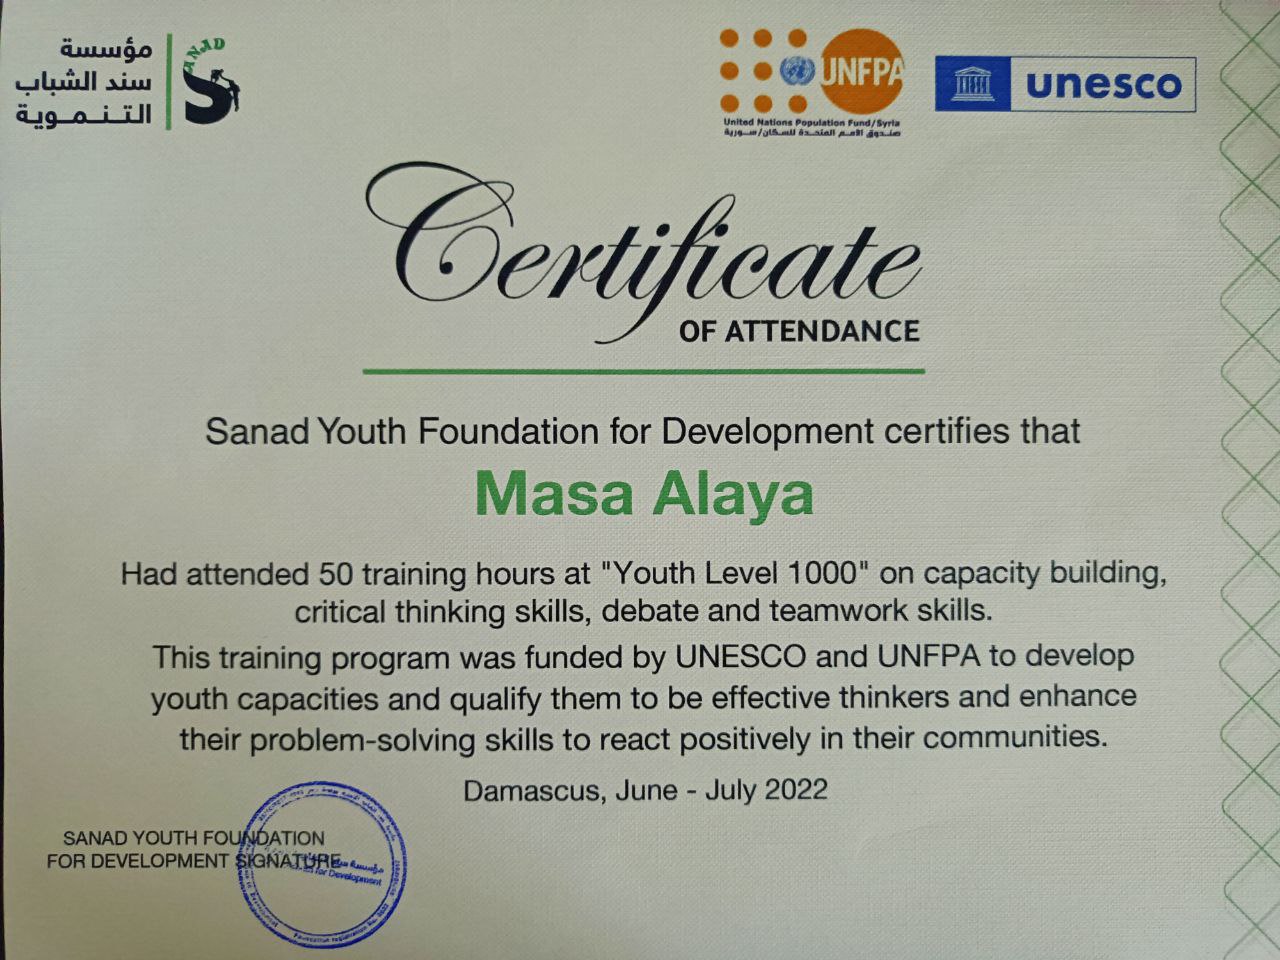 مؤسسة
سند الشباب
التنموية
SANAD
UNFPA
United Nations Population Fund/Syria
صندوق الأمم المتحدة للسكان/سورية
unesco
Certificate
OF ATTENDANCE
Sanad Youth Foundation for Development certifies that
Masa Alaya
Had attended 50 training hours at "Youth Level 1000" on capacity building,
critical thinking skills, debate and teamwork skills.
This training program was funded by UNESCO and UNFPA to develop
youth capacities and qualify them to be effective thinkers and enhance
their problem-solving skills to react positively in their communities.
Damascus, June - July 2022
SANAD YOUTH FOUNDATION
FOR DEVELOPMENT SIGNATURE
مؤسسة
for Development
Foundation registration No.